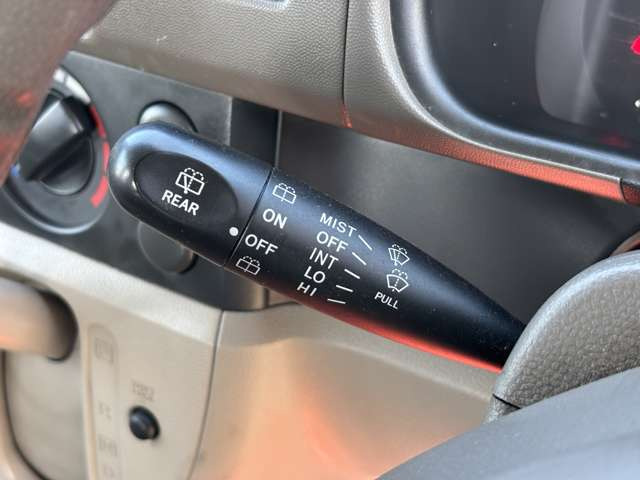 REAR
ON
OFF
MIST
OFF
INT
LO
HI
PULL